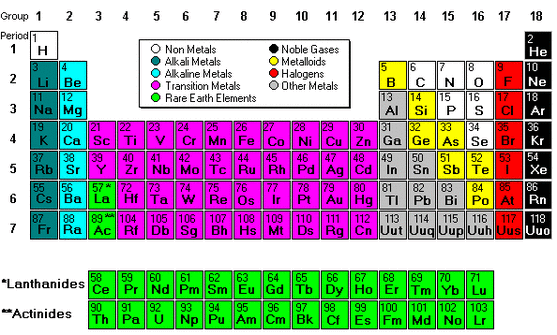 Group 1 2 3 4 5 6 7 8 9 10 11 12 13 14 15 16 17 18
Period
1 2
1 H He
Non Metals Noble Gases
Alkali Metals Metalloids
Alkaline Metals Halogens
Transition Metals Other Metals
Rare Earth Elements
3 4 5 6 7 8 9 10
2 Li Be B C N O F Ne
11 12 13 14 15 16 17 18
3 Na Mg Al Si P S Cl Ar
19 20 21 22 23 24 25 26 27 28 29 30 31 32 33 34 35 36
4 K Ca Sc Ti V Cr Mn Fe Co Ni Cu Zn Ga Ge As Se Br Kr
37 38 39 40 41 42 43 44 45 46 47 48 49 50 51 52 53 54
5 Rb Sr Y Zr Nb Mo Tc Ru Rh Pd Ag Cd In Sn Sb Te I Xe
55 56 57 * 72 73 74 75 76 77 78 79 80 81 82 83 84 85 86
6 Cs Ba La Hf Ta W Re Os Ir Pt Au Hg Tl Pb Bi Po At Rn
87 88 89 ** 104 105 106 107 108 109 110 111 112 113 114 115 116 117 118
7 Fr Ra Ac Rf Db Sg Bh Hs Mt Ds Rg Cn Uut Uuq Uup Uuh Uus Uuo
58 59 60 61 62 63 64 65 66 67 68 69 70 71
*Lanthanides Ce Pr Nd Pm Sm Eu Gd Tb Dy Ho Er Tm Yb Lu
90 91 92 93 94 95 96 97 98 99 100 101 102 103
**Actinides Th Pa U Np Pu Am Cm Bk Cf Es Fm Md No Lr